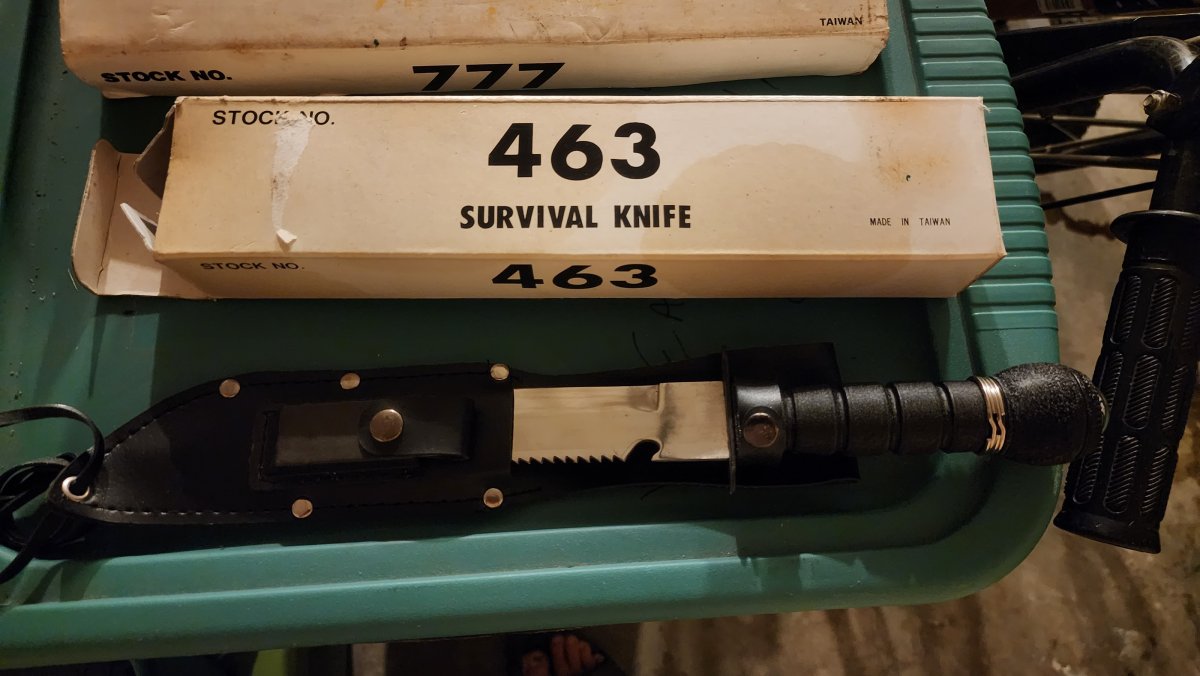 TAIWAN
STOCK NO.
777
STOCK NO.
463
SURVIVAL KNIFE
MADE IN TAIWAN
STOCK NO.
463